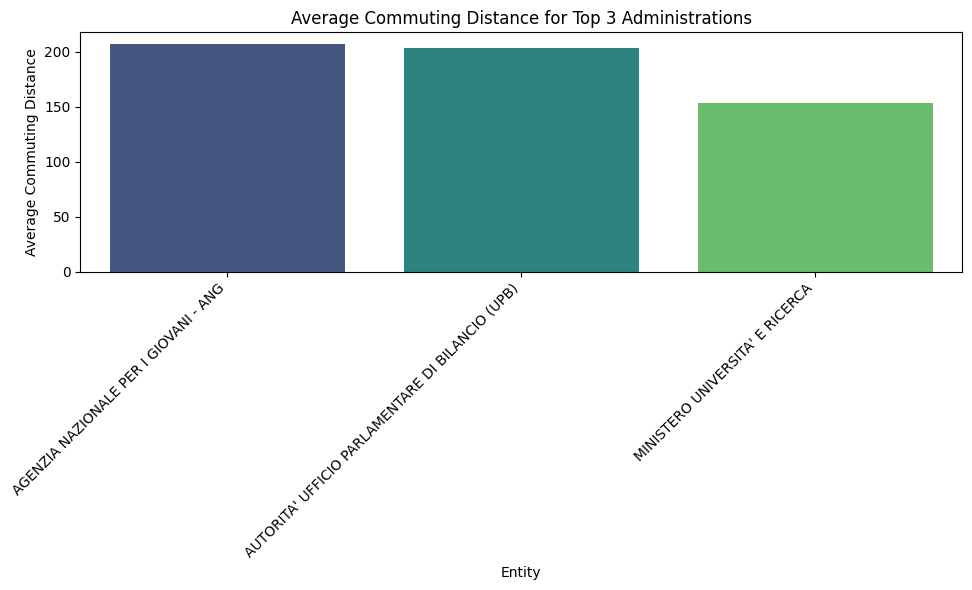 Average Commuting Distance for Top 3 Administrations
Average Commuting Distance
200
150
100
50
0
AGENZIA NAZIONALE PER I GIOVANI - ANG
AUTORITA' UFFICIO PARLAMENTARE DI BILANCIO (UPB)
MINISTERO UNIVERSITA' E RICERCA
Entity